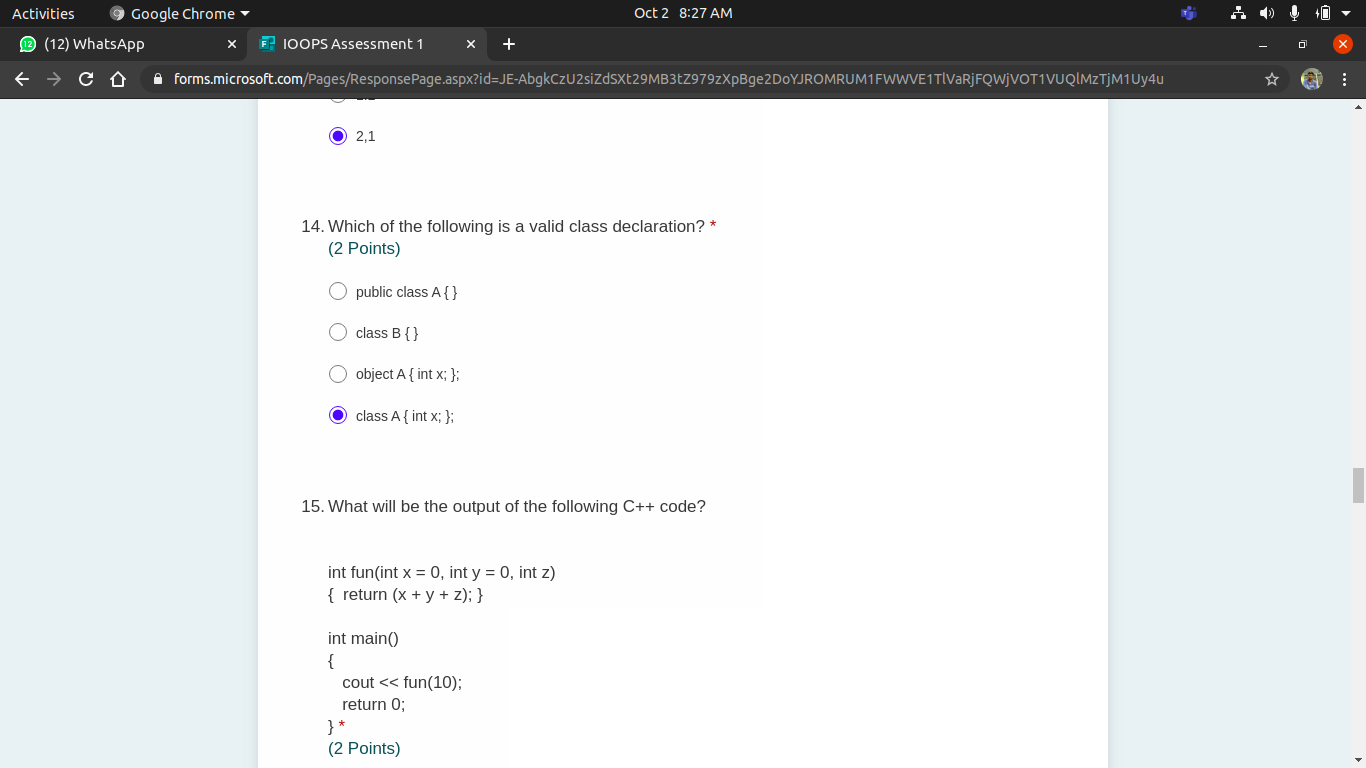 Activities
Google Chrome
Oct 2 8:27 AM
(12) WhatsApp
IOOPS Assessment 1
forms.microsoft.com/Pages/ResponsePage.aspx?id=JE-AbgkCzU2siZdSXt29MB3tZ979zXpBge2DoYJROMRUM1FWWVE1TlVaRjFQWjVOT1VUQlMzTjM1Uy4u
2,1
14. Which of the following is a valid class declaration? *
(2 Points)
public class A { }
class B { }
object A { int x; };
class A { int x; };
15. What will be the output of the following C++ code?
int fun(int x = 0, int y = 0, int z)
{ return (x + y + z); }
int main()
{
cout << fun(10);
return 0;
} *
(2 Points)